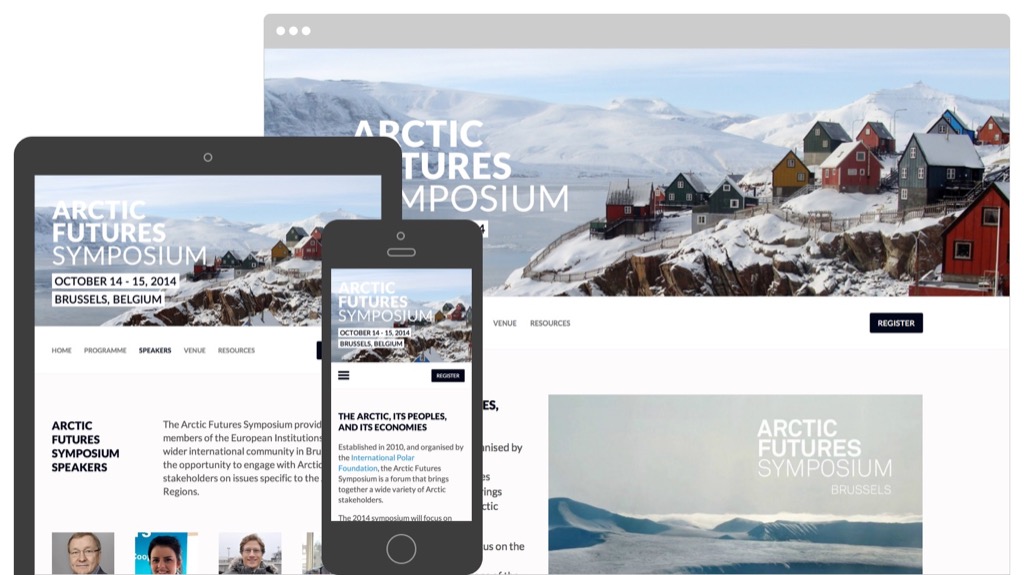 ARCTIC
FUTURES
SYMPOSIUM
VENUE RESOURCES
REGISTER
ARCTIC
FUTURES
SYMPOSIUM
BRUSSELS
anised by
us on the
ARCTIC
FUTURES
SYMPOSIUM
OCTOBER 14 - 15, 2014
BRUSSELS, BELGIUM
HOME PROGRAMME SPEAKERS VENUE RESOURCES
ARCTIC
FUTURES
SYMPOSIUM
SPEAKERS
The Arctic Futures Symposium provid
members of the European Institutions
wider international community in Bru
the opportunity to engage with Arctic
stakeholders on issues specific to the
Regions.
ARCTIC
FUTURES
SYMPOSIUM
OCTOBER 14 - 15, 2014
BRUSSELS, BELGIUM
REGISTER
THE ARCTIC, ITS PEOPLES,
AND ITS ECONOMIES
Established in 2010, and organised by
the International Polar
Foundation, the Arctic Futures
Symposium is a forum that brings
together a wide variety of Arctic
stakeholders.
The 2014 symposium will focus on